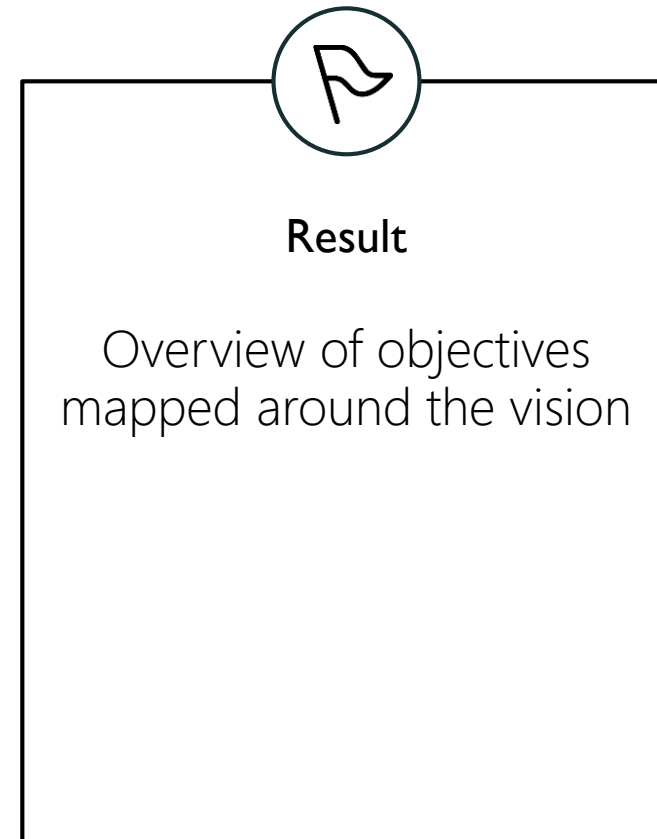 Result
Overview of objectives
mapped around the vision